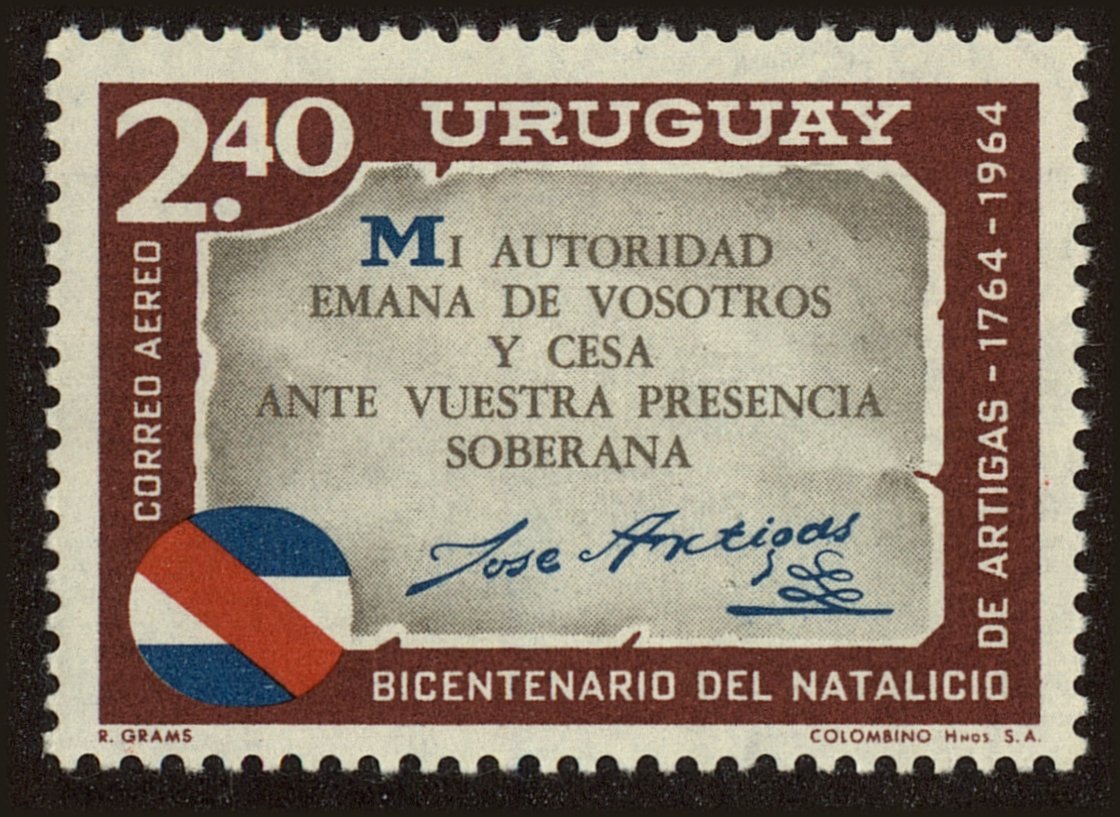 2.40
URUGUAY
CORREO AEREO
MI AUTORIDAD
EMANA DE VOSOTROS
Y CESA
ANTE VUESTRA PRESENCIA
SOBERANA
Jose Artigas
BICENTENARIO DEL NATALICIO
DE ARTIGAS - 1764 - 1964
R. GRAMS
COLOMBINO HNOS. S.A.